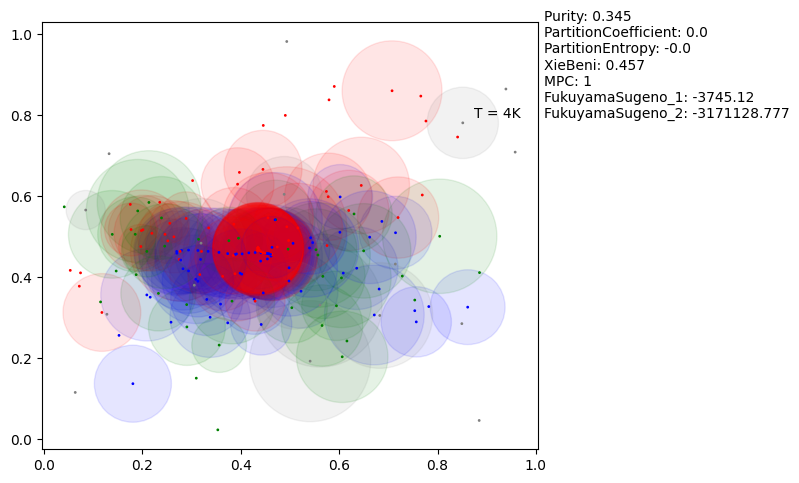 Purity: 0.345
PartitionCoefficient: 0.0
PartitionEntropy: -0.0
XieBeni: 0.457
MPC: 1
FukuyamaSugeno_1: -3745.12
FukuyamaSugeno_2: -3171128.777
T = 4K
1.0
0.8
0.6
0.4
0.2
0.0
0.0 0.2 0.4 0.6 0.8 1.0